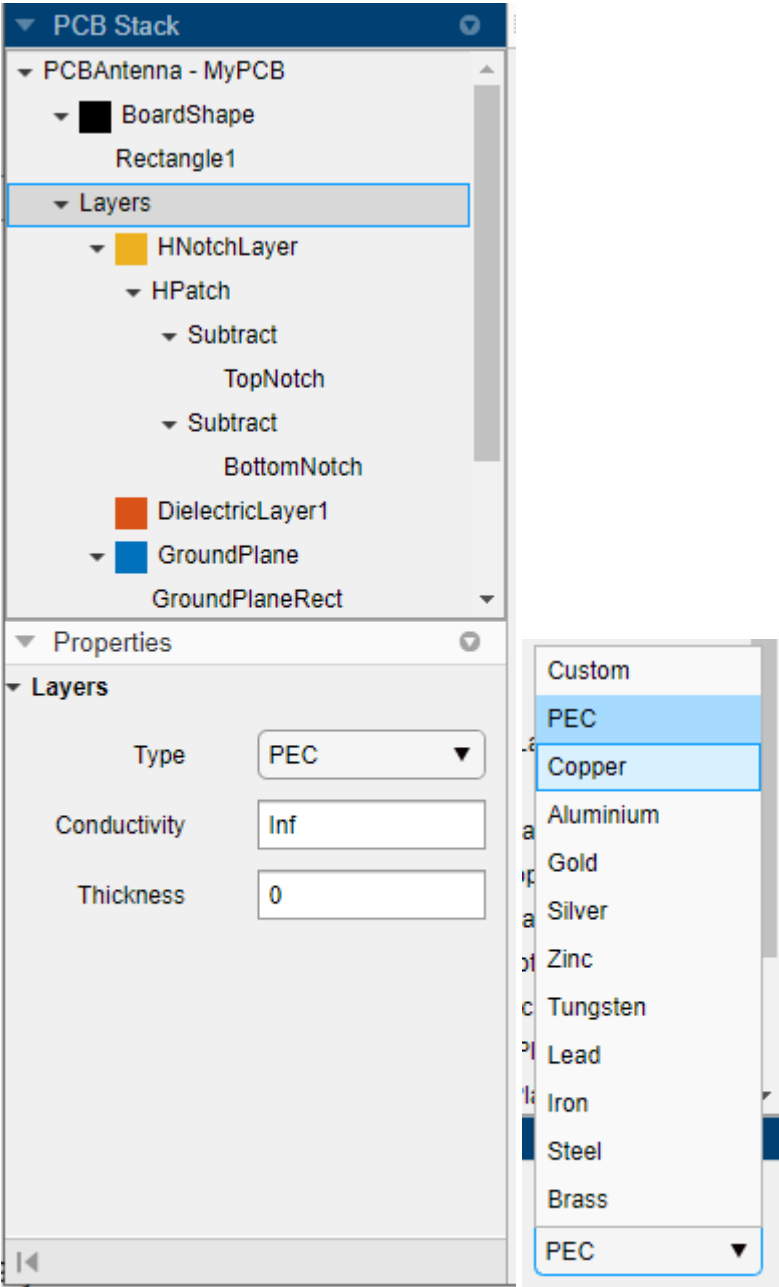 PCB Stack
PCBAntenna - MyPCB
BoardShape
Rectangle1
Layers
HNotchLayer
HPatch
Subtract
TopNotch
Subtract
BottomNotch
DielectricLayer1
GroundPlane
GroundPlaneRect
Properties
Layers
Type PEC
Conductivity Inf
Thickness 0
Custom
PEC
Copper
Aluminium
Gold
Silver
Zinc
Tungsten
Lead
Iron
Steel
Brass
PEC